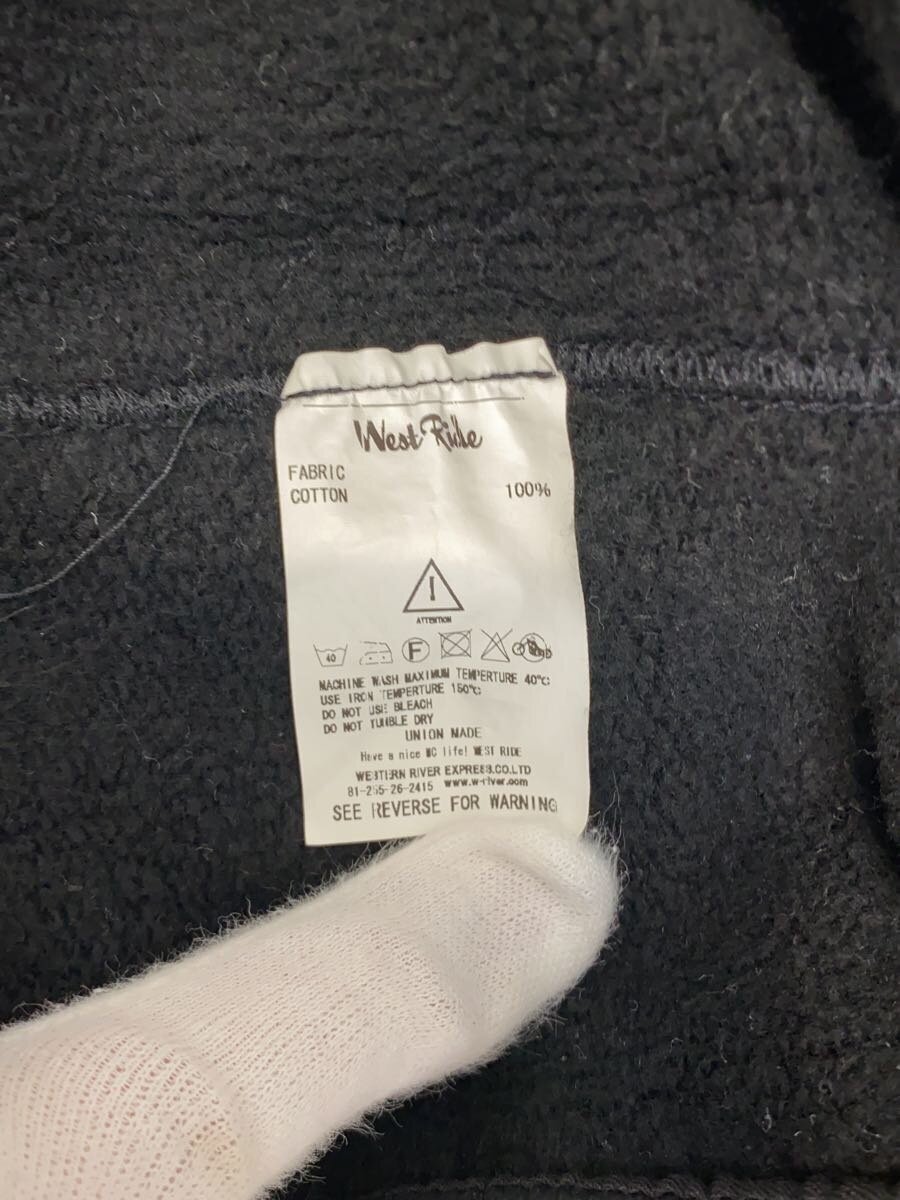 West Ride
FABRIC
COTTON 100%
ATTENTION
40
F
MACHINE WASH MAXIMUM TEMPERTURE 40°C:
USE IRON TEMPERTURE 150°C:
DO NOT USE BLEACH
DO NOT TUMBLE DRY
UNION MADE
Have a nice MC life! WEST RIDE
WESTERN RIVER EXPRESS.CO.LTD
81-255-26-2415 www.w-river.com
SEE REVERSE FOR WARNING